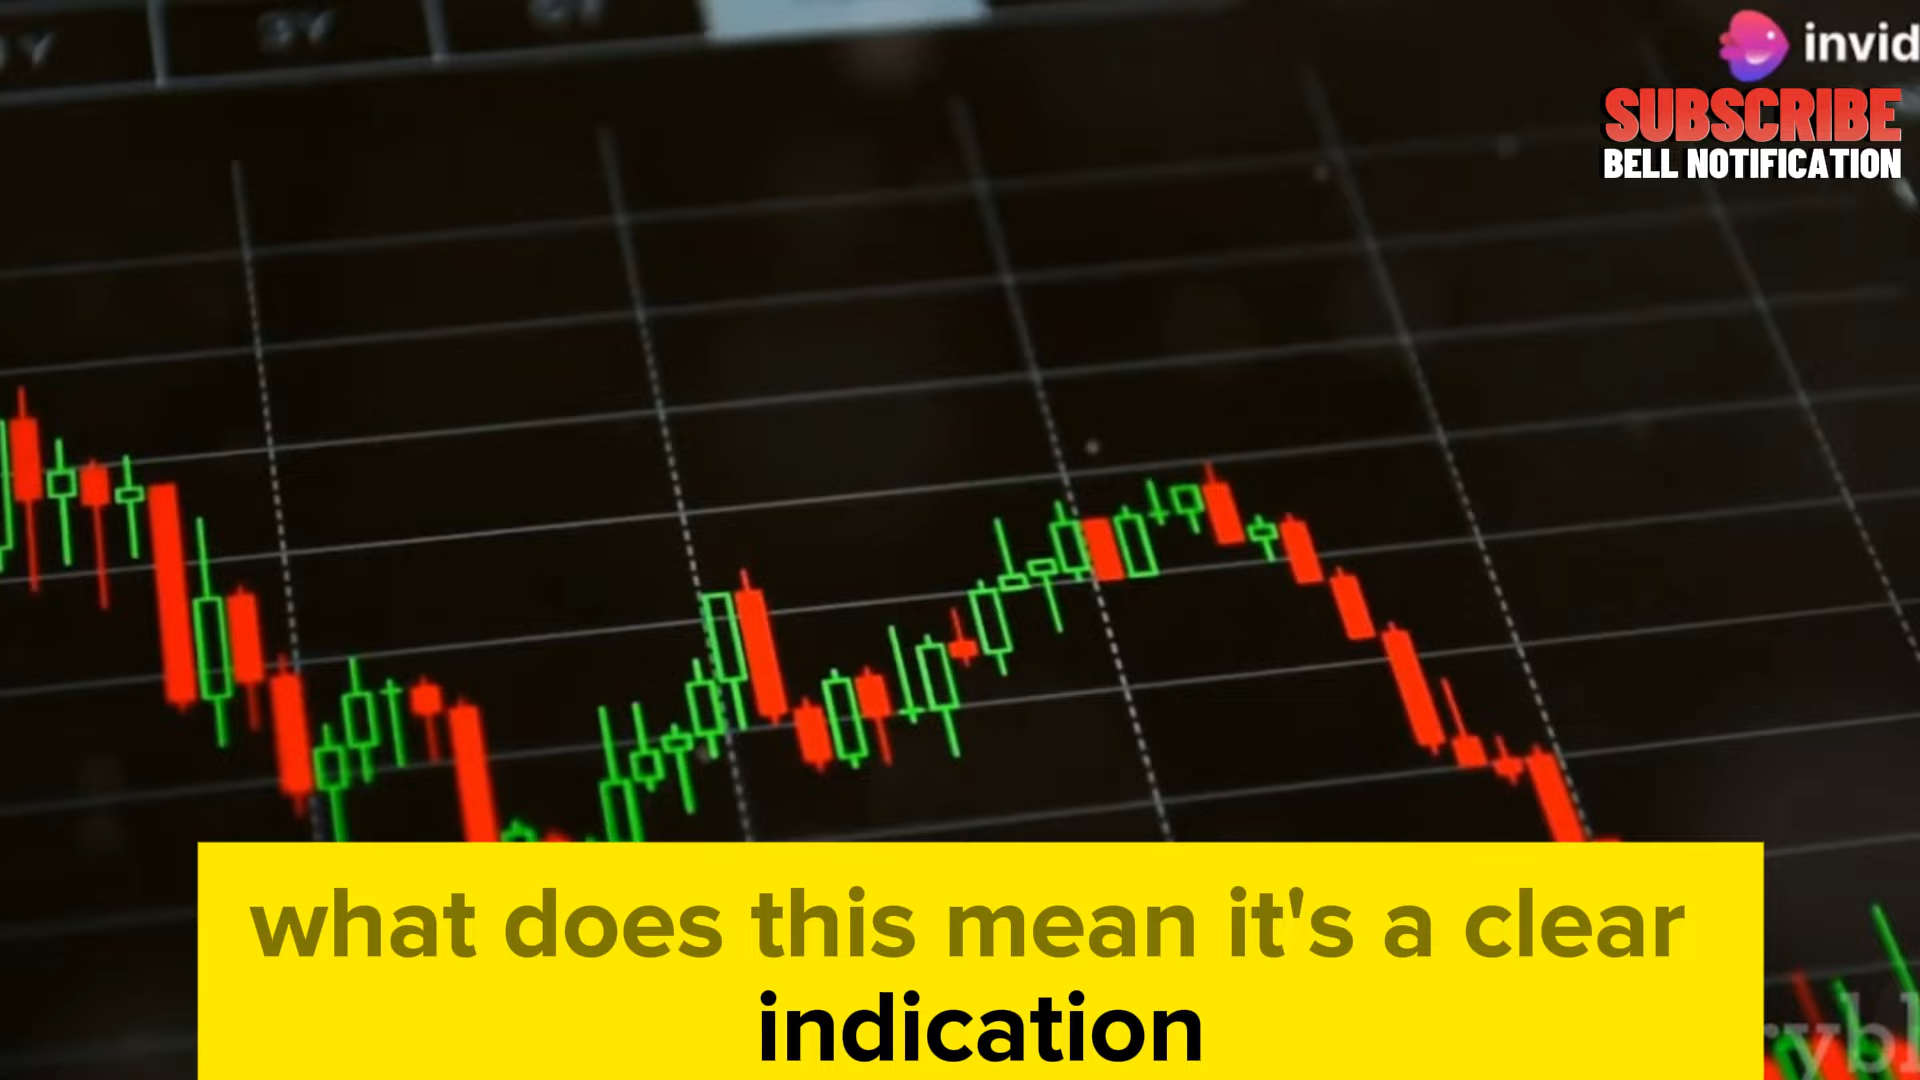 invid
SUBSCRIBE
BELL NOTIFICATION
what does this mean it's a clear
indication